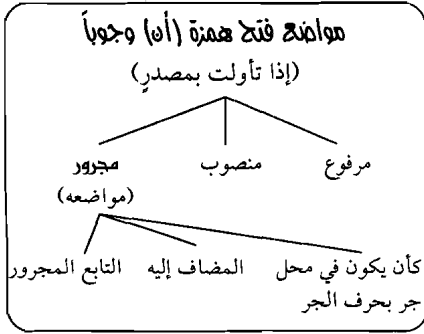 مواضع فتح همزة (أن) وجوباً
(إذا تأولت بمصدرٍ)
مرفوع منصوب مجرور
(مواضعه)
كأن يكون في محل المضاف إليه التابع المجرور
جر بحرف الجر